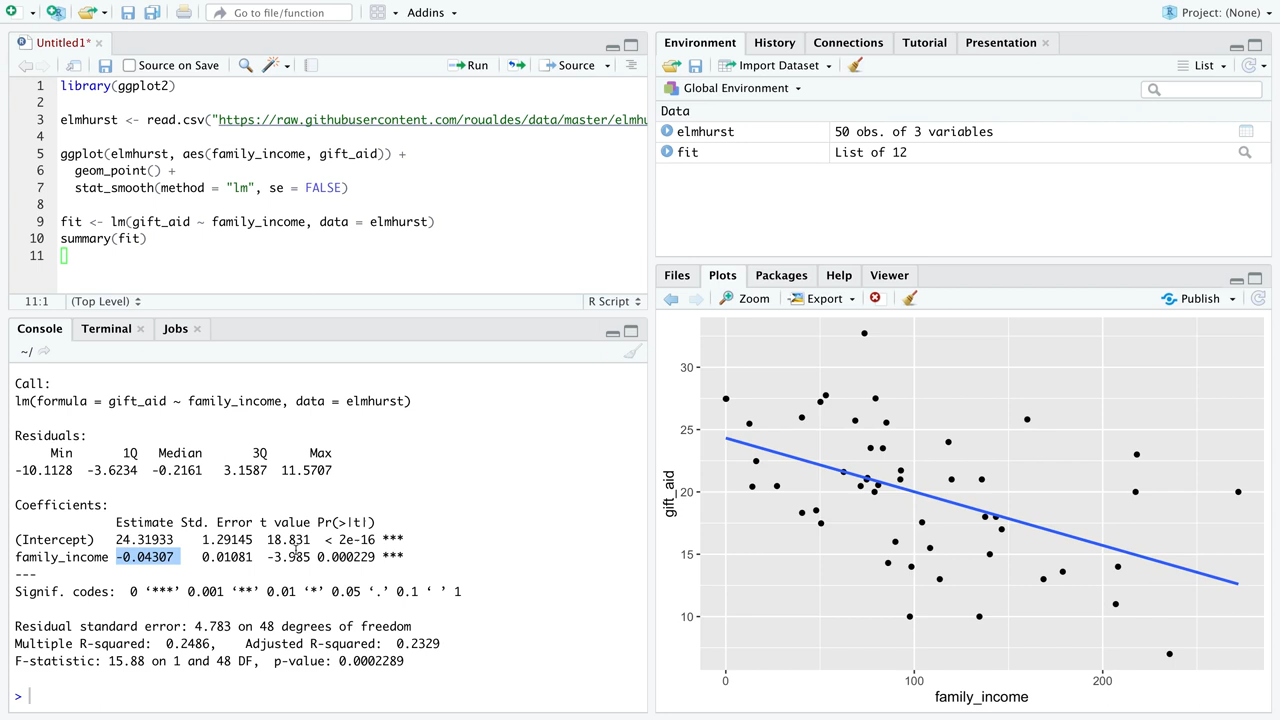 Go to file/function
Addins
Project: (None)
Untitled1*
Source on Save
Run
Source
1 library(ggplot2)
2
3 elmhurst <- read.csv("https://raw.githubusercontent.com/roualdes/data/master/elmhu
4
5 ggplot(elmhurst, aes(family_income, gift_aid)) +
6 geom_point() +
7 stat_smooth(method = "lm", se = FALSE)
8
9 fit <- lm(gift_aid ~ family_income, data = elmhurst)
10 summary(fit)
11
11:1 (Top Level) R Script
Console Terminal Jobs
~/
Call:
lm(formula = gift_aid ~ family_income, data = elmhurst)
Residuals:
Min 1Q Median 3Q Max
-10.1128 -3.6234 -0.2161 3.1587 11.5707
Coefficients:
Estimate Std. Error t value Pr(>|t|)
(Intercept) 24.31933 1.29145 18.831 < 2e-16 ***
family_income -0.04307 0.01081 -3.985 0.000229 ***
---
Signif. codes: 0 ‘***’ 0.001 ‘**’ 0.01 ‘*’ 0.05 ‘.’ 0.1 ‘ ’ 1
Residual standard error: 4.783 on 48 degrees of freedom
Multiple R-squared: 0.2486, Adjusted R-squared: 0.2329
F-statistic: 15.88 on 1 and 48 DF, p-value: 0.0002289
>
Environment History Connections Tutorial Presentation
Import Dataset List
Global Environment
Data
elmhurst 50 obs. of 3 variables
fit List of 12
Files Plots Packages Help Viewer
Zoom Export Publish
30
25
20
15
10
gift_aid
0 100 200
family_income